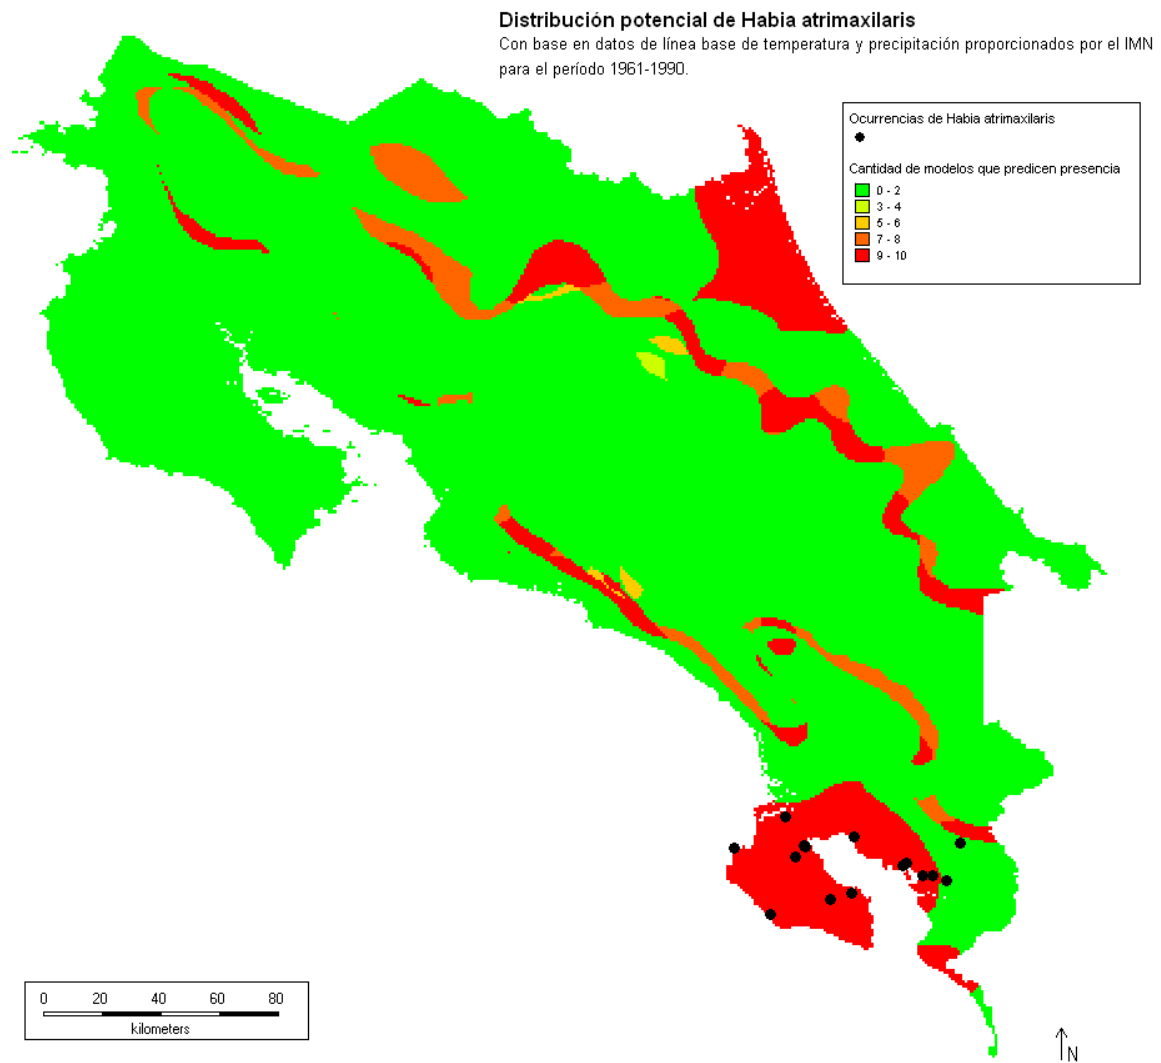 Distribución potencial de Habia atrimaxilaris
Con base en datos de línea base de temperatura y precipitación proporcionados por el IMN
para el período 1961-1990.
Ocurrencias de Habia atrimaxilaris
Cantidad de modelos que predicen presencia
0 - 2
3 - 4
5 - 6
7 - 8
9 - 10
0 20 40 60 80
kilometers
N